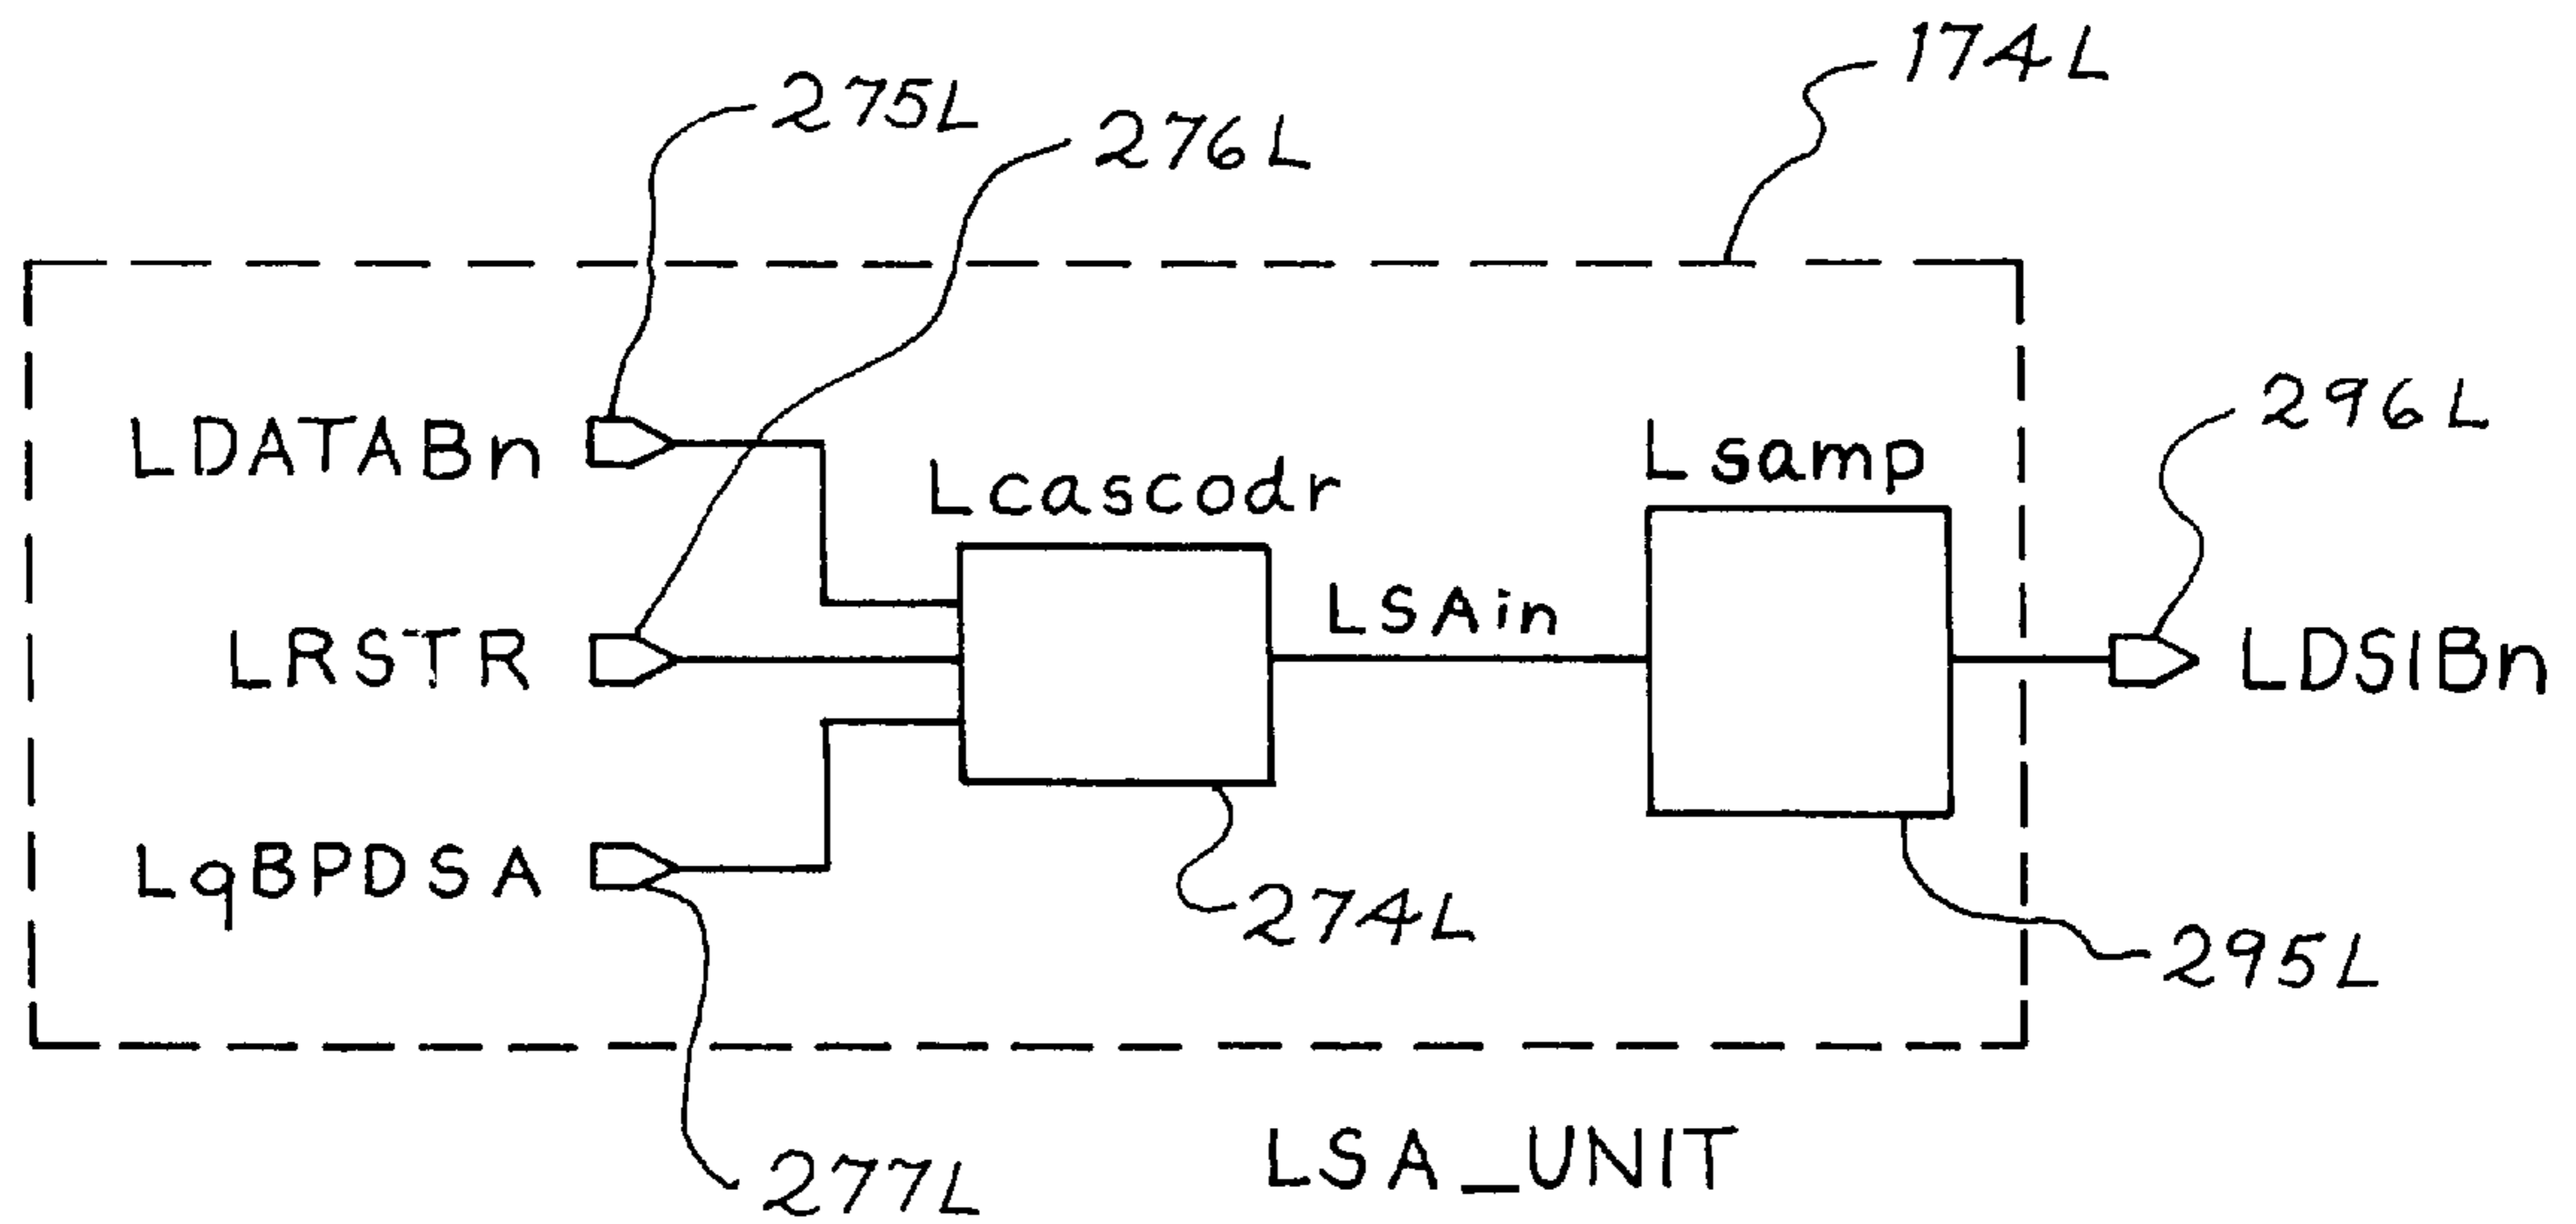 174L
275L
276L
296L
LDATABn
Lcascodr
Lsamp
LRSTR
LSAin
LDSIBn
LqBPDSA
274L
295L
277L
LSA_UNIT